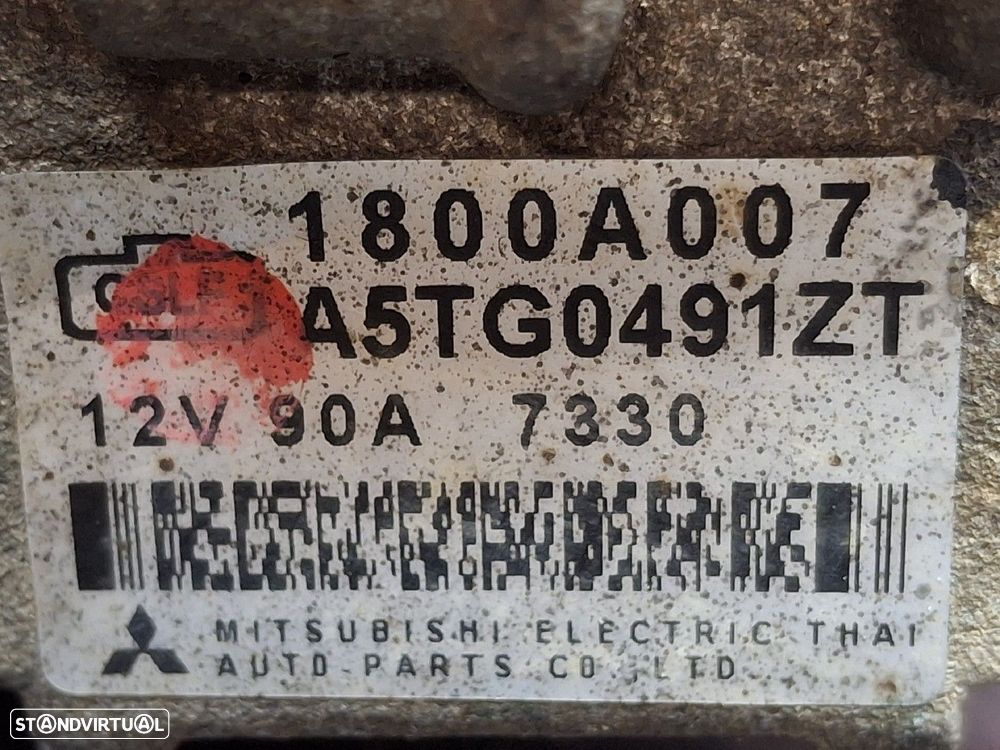 1800A007
A5TG0491ZT
12V 90A 7330
MITSUBISHI ELECTRIC THAI
AUTO-PARTS CO.,LTD.
STANDVIRTUAL